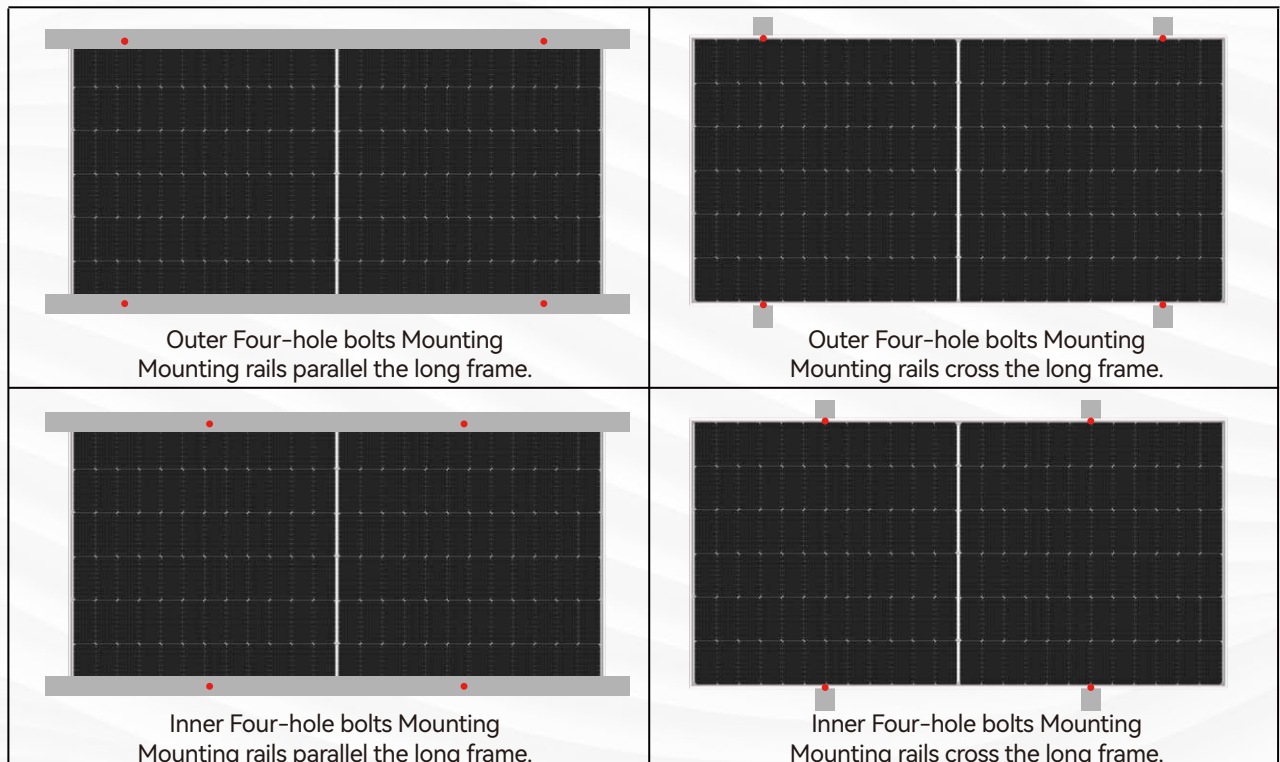 Outer Four-hole bolts Mounting
Mounting rails parallel the long frame.
Outer Four-hole bolts Mounting
Mounting rails cross the long frame.
Inner Four-hole bolts Mounting
Mounting rails parallel the long frame.
Inner Four-hole bolts Mounting
Mounting rails cross the long frame.